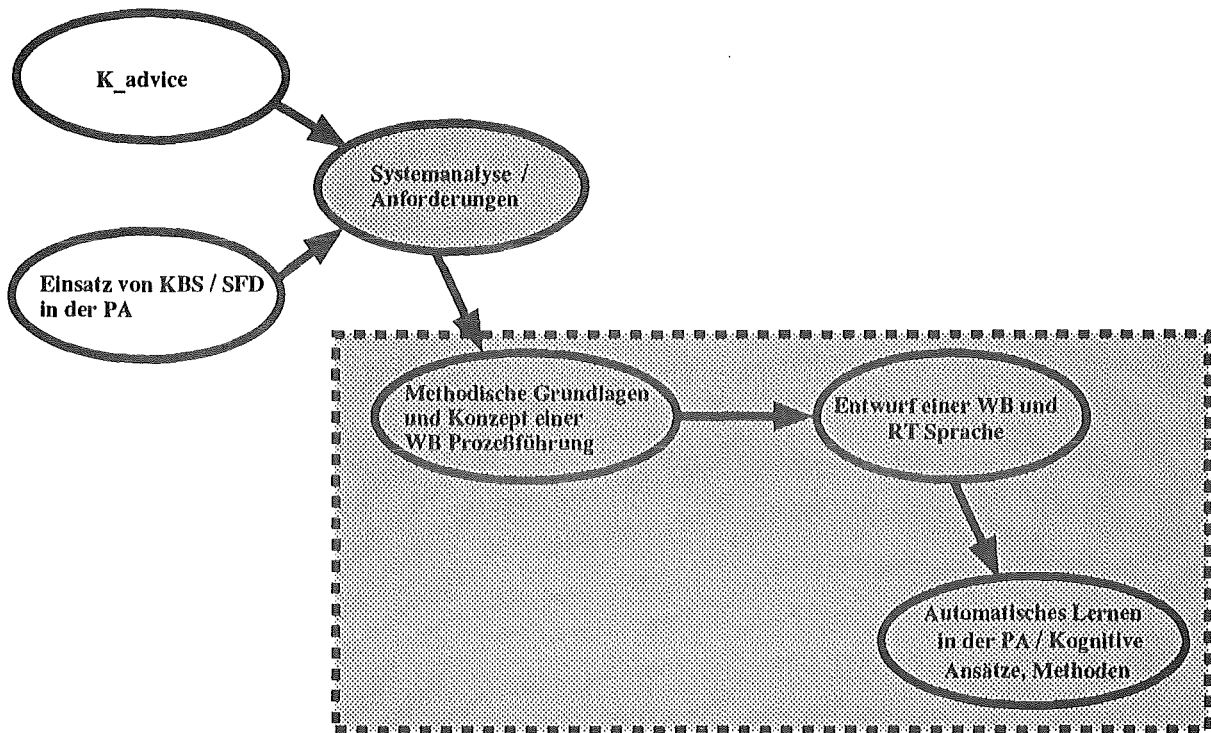 K_advice
Systemanalyse /
Anforderungen
Einsatz von KBS / SFD
in der PA
Methodische Grundlagen
und Konzept einer
WB Prozeßführung
Entwurf einer WB und
RT Sprache
Automatisches Lernen
in der PA / Kognitive
Ansätze, Methoden